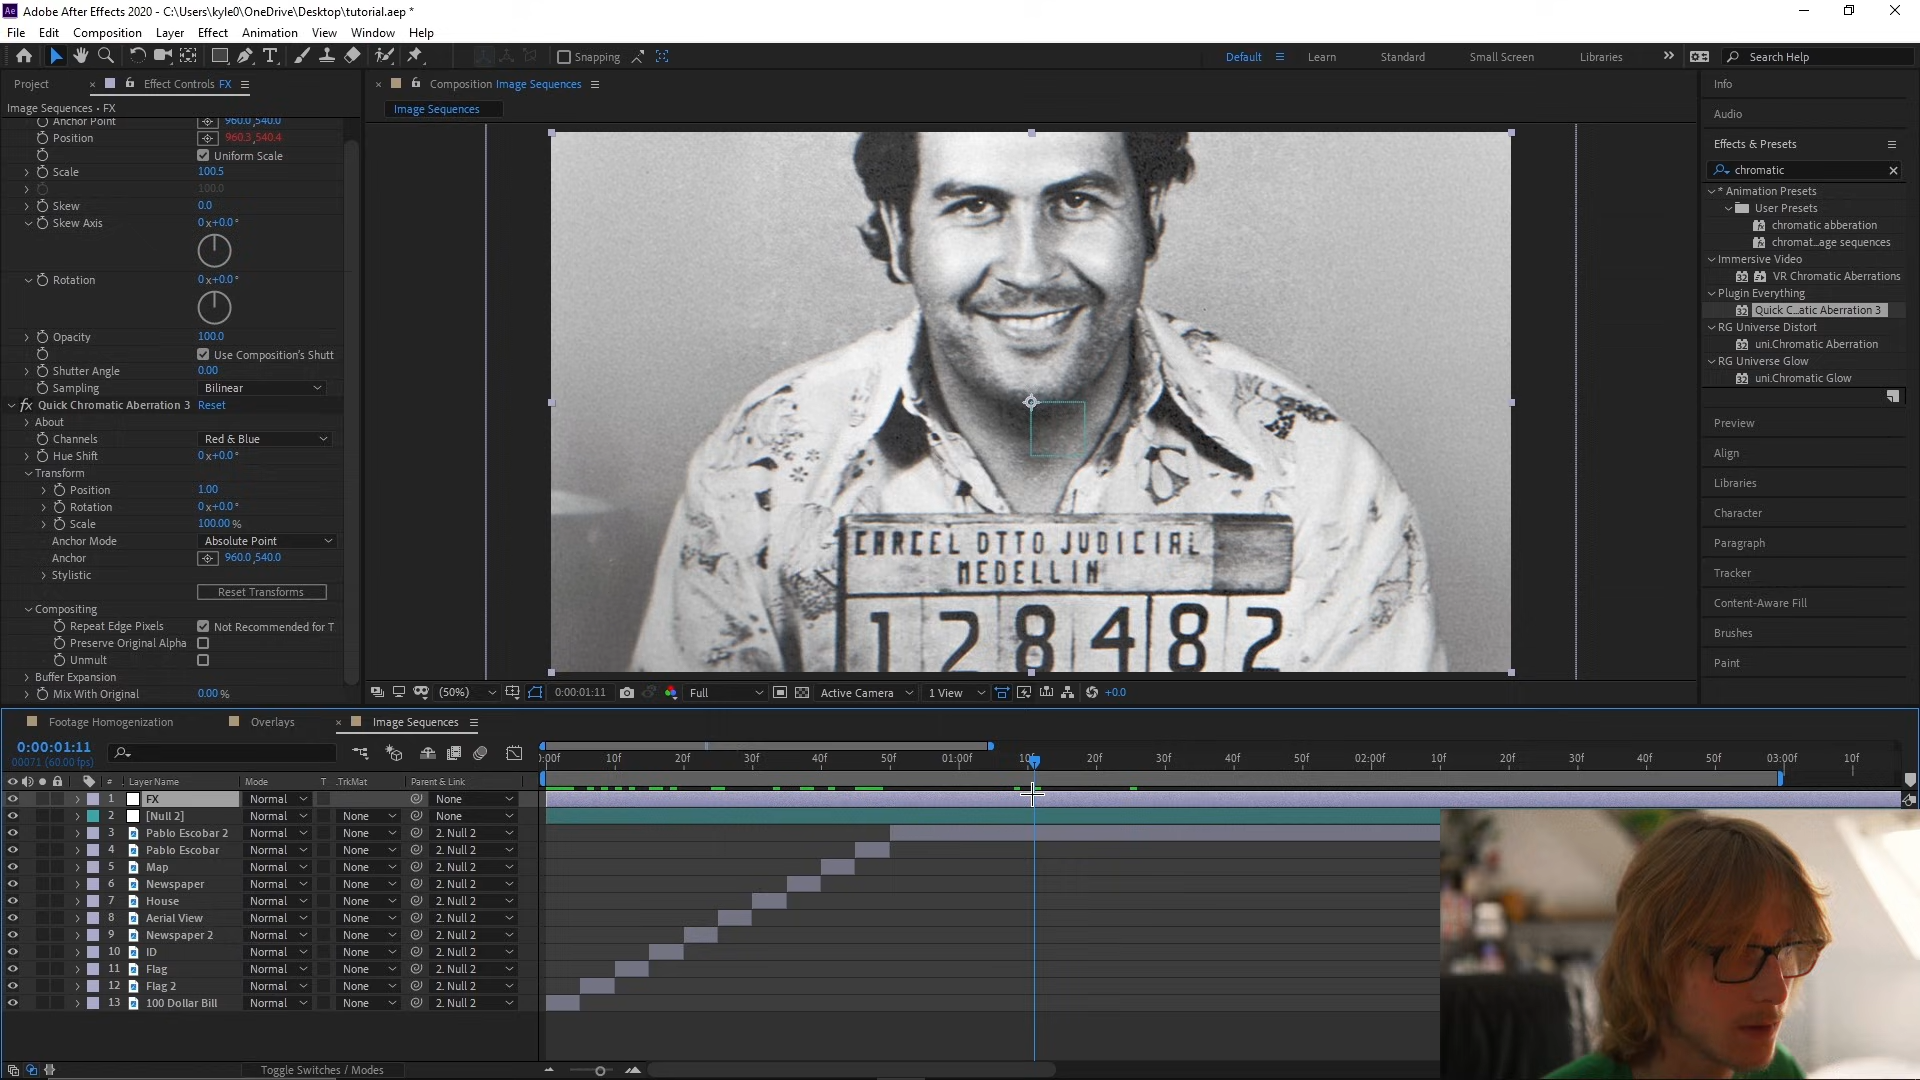 Adobe After Effects 2020 - C:\Users\kyle0\OneDrive\Desktop\tutorial.aep *
File Edit Composition Layer Effect Animation View Window Help
Snapping
Default Learn Standard Small Screen Libraries Search Help
Project Effect Controls FX
Composition Image Sequences
Image Sequences • FX
Image Sequences
Anchor Point 960.0,540.0
Position 960.3,540.4
Uniform Scale
Scale 100.5
100.0
Skew 0.0
Skew Axis 0x+0.0°
Rotation 0x+0.0°
Opacity 100.0
Use Composition's Shutt
Shutter Angle 0.00
Sampling Bilinear
fx Quick Chromatic Aberration 3 Reset
About
Channels Red & Blue
Hue Shift 0x+0.0°
Transform
Position 1.00
Rotation 0x+0.0°
Scale 100.00 %
Anchor Mode Absolute Point
Anchor 960.0,540.0
Stylistic
Reset Transforms
Compositing
Repeat Edge Pixels Not Recommended for T
Preserve Original Alpha
Unmult
Buffer Expansion
Mix With Original 0.00 %
CARCEL DTTO JUDICIAL
MEDELLIN
128482
(50%) 0:00:01:11 Full Active Camera 1 View +0.0
Info
Audio
Effects & Presets
chromatic
* Animation Presets
User Presets
chromatic abberation
chromat...age sequences
Immersive Video
VR Chromatic Aberrations
Plugin Everything
Quick C...atic Aberration 3
RG Universe Distort
uni.Chromatic Aberration
RG Universe Glow
uni.Chromatic Glow
Preview
Align
Libraries
Character
Paragraph
Tracker
Content-Aware Fill
Brushes
Paint
Footage Homogenization Overlays Image Sequences
0:00:01:11
00071 (60.00 fps)
:00f 10f 20f 30f 40f 50f 01:00f 10f 20f 30f 40f 50f 02:00f 10f 20f 30f 40f 50f 03:00f 10f
# Layer Name Mode T .TrkMat Parent & Link
1 FX Normal None
2 [Null 2] Normal None None
3 Pablo Escobar 2 Normal None 2. Null 2
4 Pablo Escobar Normal None 2. Null 2
5 Map Normal None 2. Null 2
6 Newspaper Normal None 2. Null 2
7 House Normal None 2. Null 2
8 Aerial View Normal None 2. Null 2
9 Newspaper 2 Normal None 2. Null 2
10 ID Normal None 2. Null 2
11 Flag Normal None 2. Null 2
12 Flag 2 Normal None 2. Null 2
13 100 Dollar Bill Normal None 2. Null 2
Toggle Switches / Modes